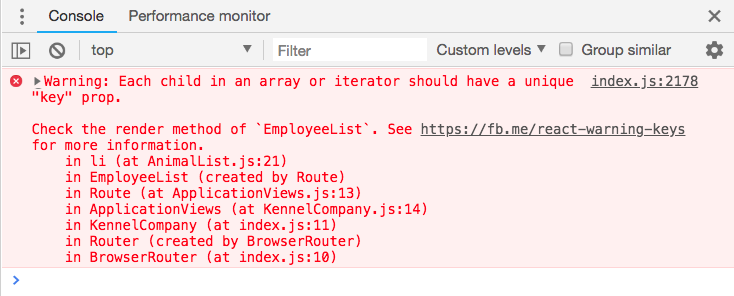 Console Performance monitor
top Filter Custom levels Group similar
Warning: Each child in an array or iterator should have a unique index.js:2178
"key" prop.
Check the render method of `EmployeeList`. See https://fb.me/react-warning-keys
for more information.
in li (at AnimalList.js:21)
in EmployeeList (created by Route)
in Route (at ApplicationViews.js:13)
in ApplicationViews (at KennelCompany.js:14)
in KennelCompany (at index.js:11)
in Router (created by BrowserRouter)
in BrowserRouter (at index.js:10)